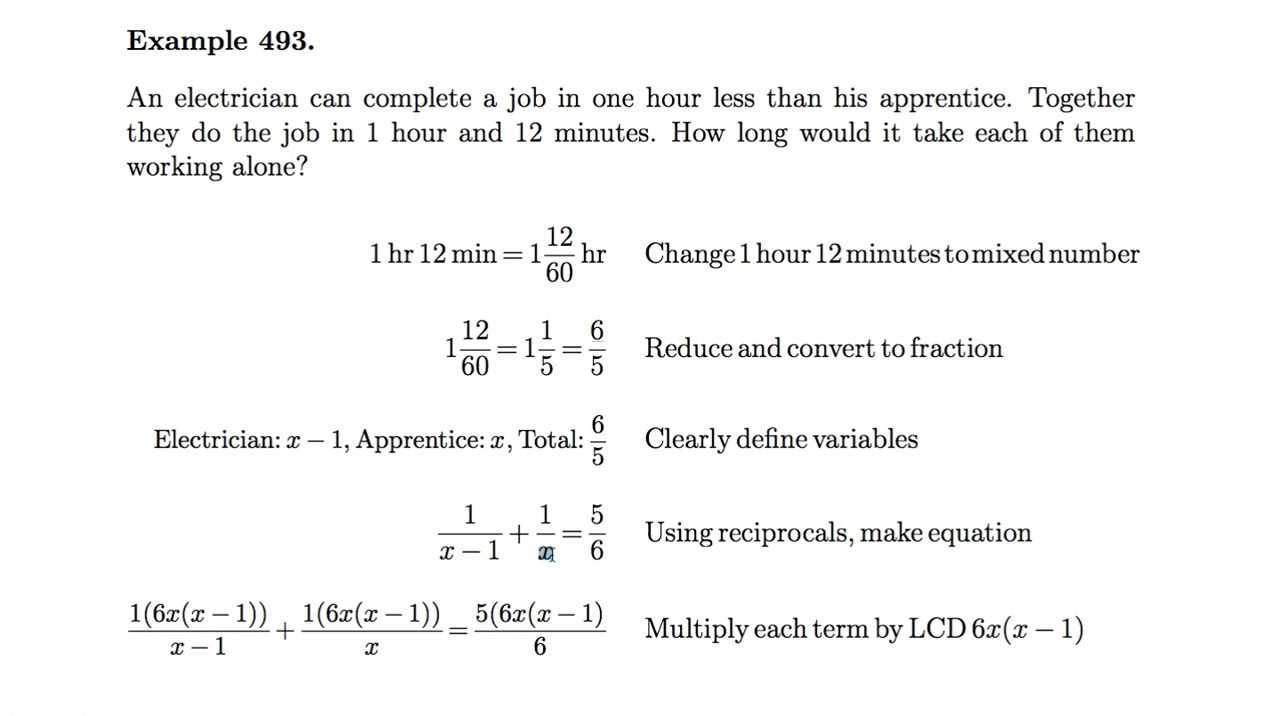 Example 493.
An electrician can complete a job in one hour less than his apprentice. Together
they do the job in 1 hour and 12 minutes. How long would it take each of them
working alone?
1 hr 12 min = 1 12/60 hr Change 1 hour 12 minutes to mixed number
1 12/60 = 1 1/5 = 6/5 Reduce and convert to fraction
Electrician: x − 1, Apprentice: x, Total: 6/5 Clearly define variables
1/(x − 1) + 1/x = 5/6 Using reciprocals, make equation
1(6x(x − 1))/(x − 1) + 1(6x(x − 1))/x = 5(6x(x − 1)/6 Multiply each term by LCD 6x(x − 1)